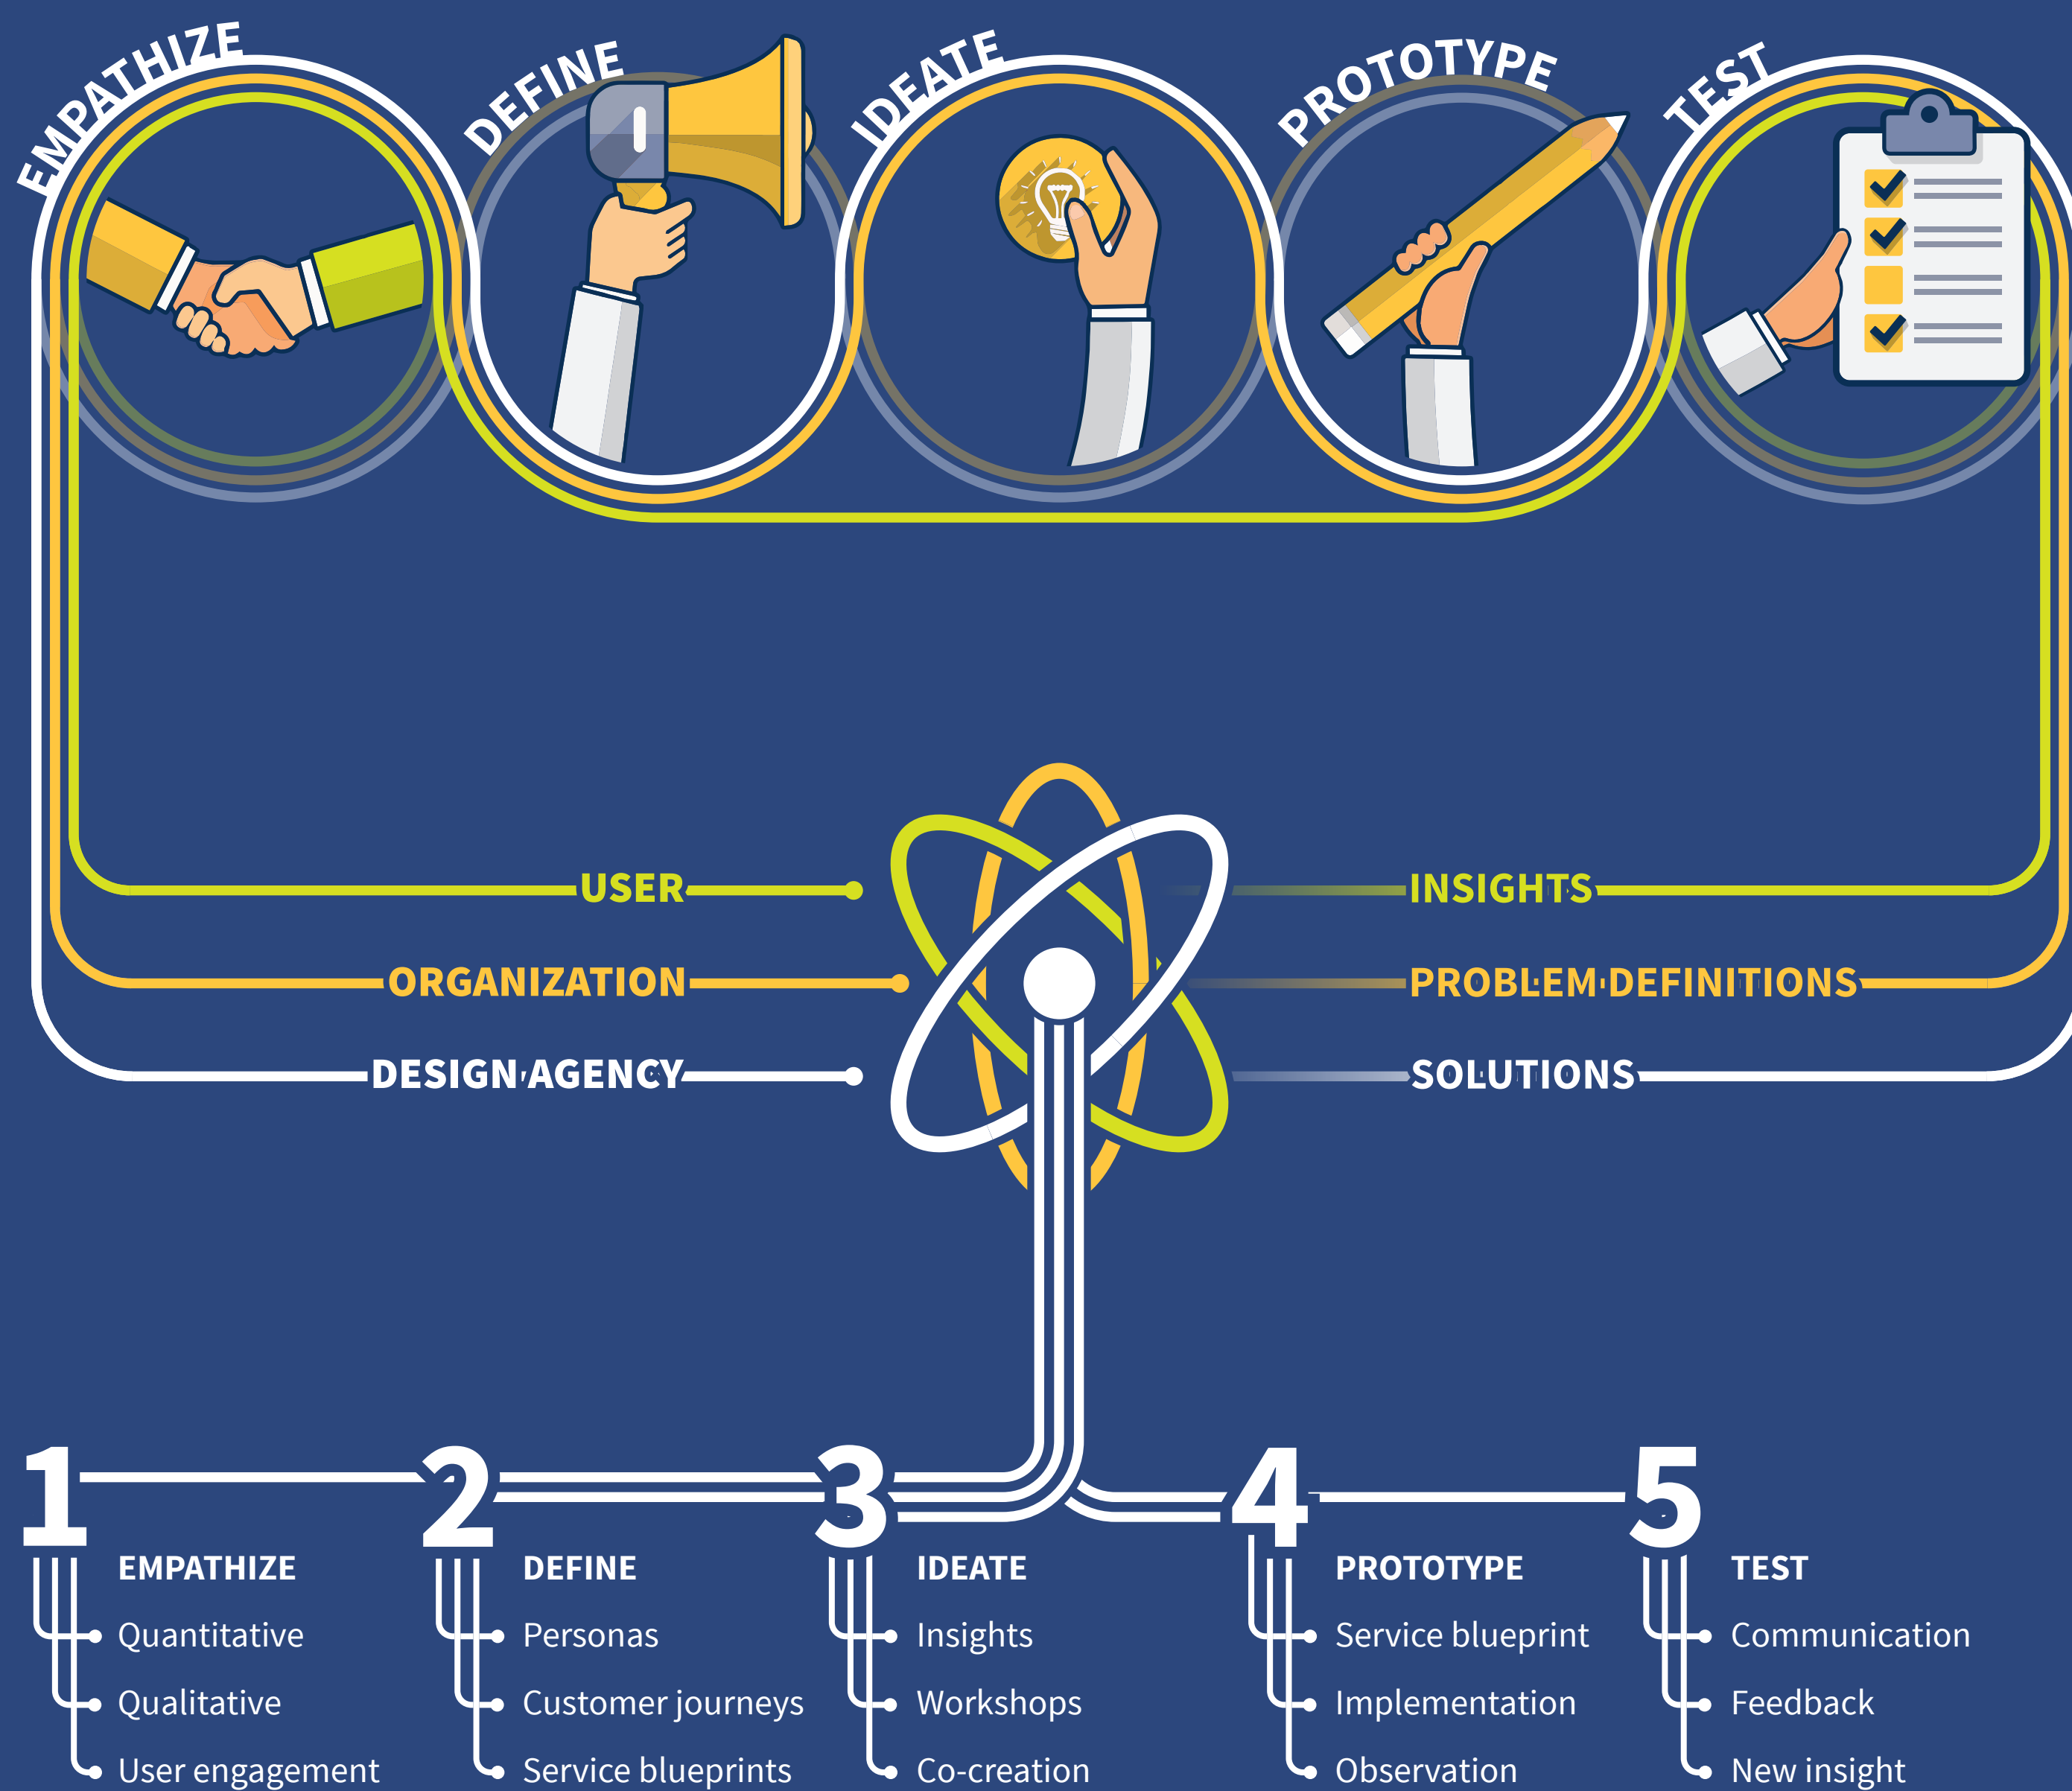 EMPATHIZE
DEFINE
IDEATE
PROTOTYPE
TEST
USER
INSIGHTS
ORGANIZATION
PROBLEM DEFINITIONS
DESIGN AGENCY
SOLUTIONS
1
EMPATHIZE
Quantitative
Qualitative
User engagement
2
DEFINE
Personas
Customer journeys
Service blueprints
3
IDEATE
Insights
Workshops
Co-creation
4
PROTOTYPE
Service blueprint
Implementation
Observation
5
TEST
Communication
Feedback
New insight